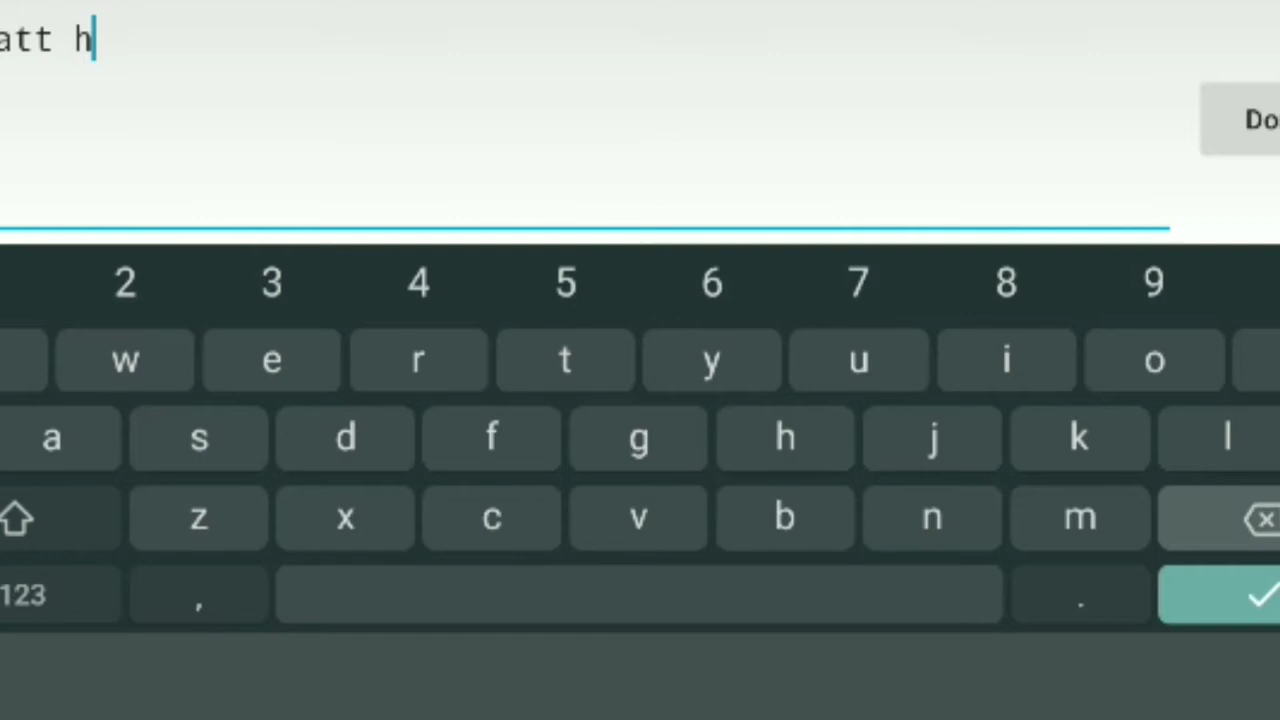 att h
Do
2 3 4 5 6 7 8 9
w e r t y u i o
a s d f g h j k l
z x c v b n m
123 , .